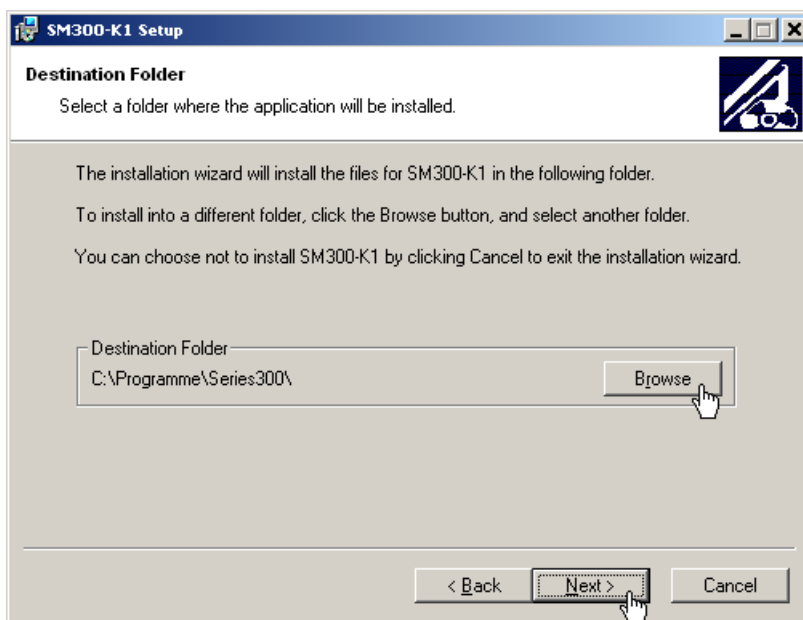 SM300-K1 Setup
Destination Folder
Select a folder where the application will be installed.
The installation wizard will install the files for SM300-K1 in the following folder.
To install into a different folder, click the Browse button, and select another folder.
You can choose not to install SM300-K1 by clicking Cancel to exit the installation wizard.
Destination Folder
C:\Programme\Series300\
Browse
< Back
Next >
Cancel